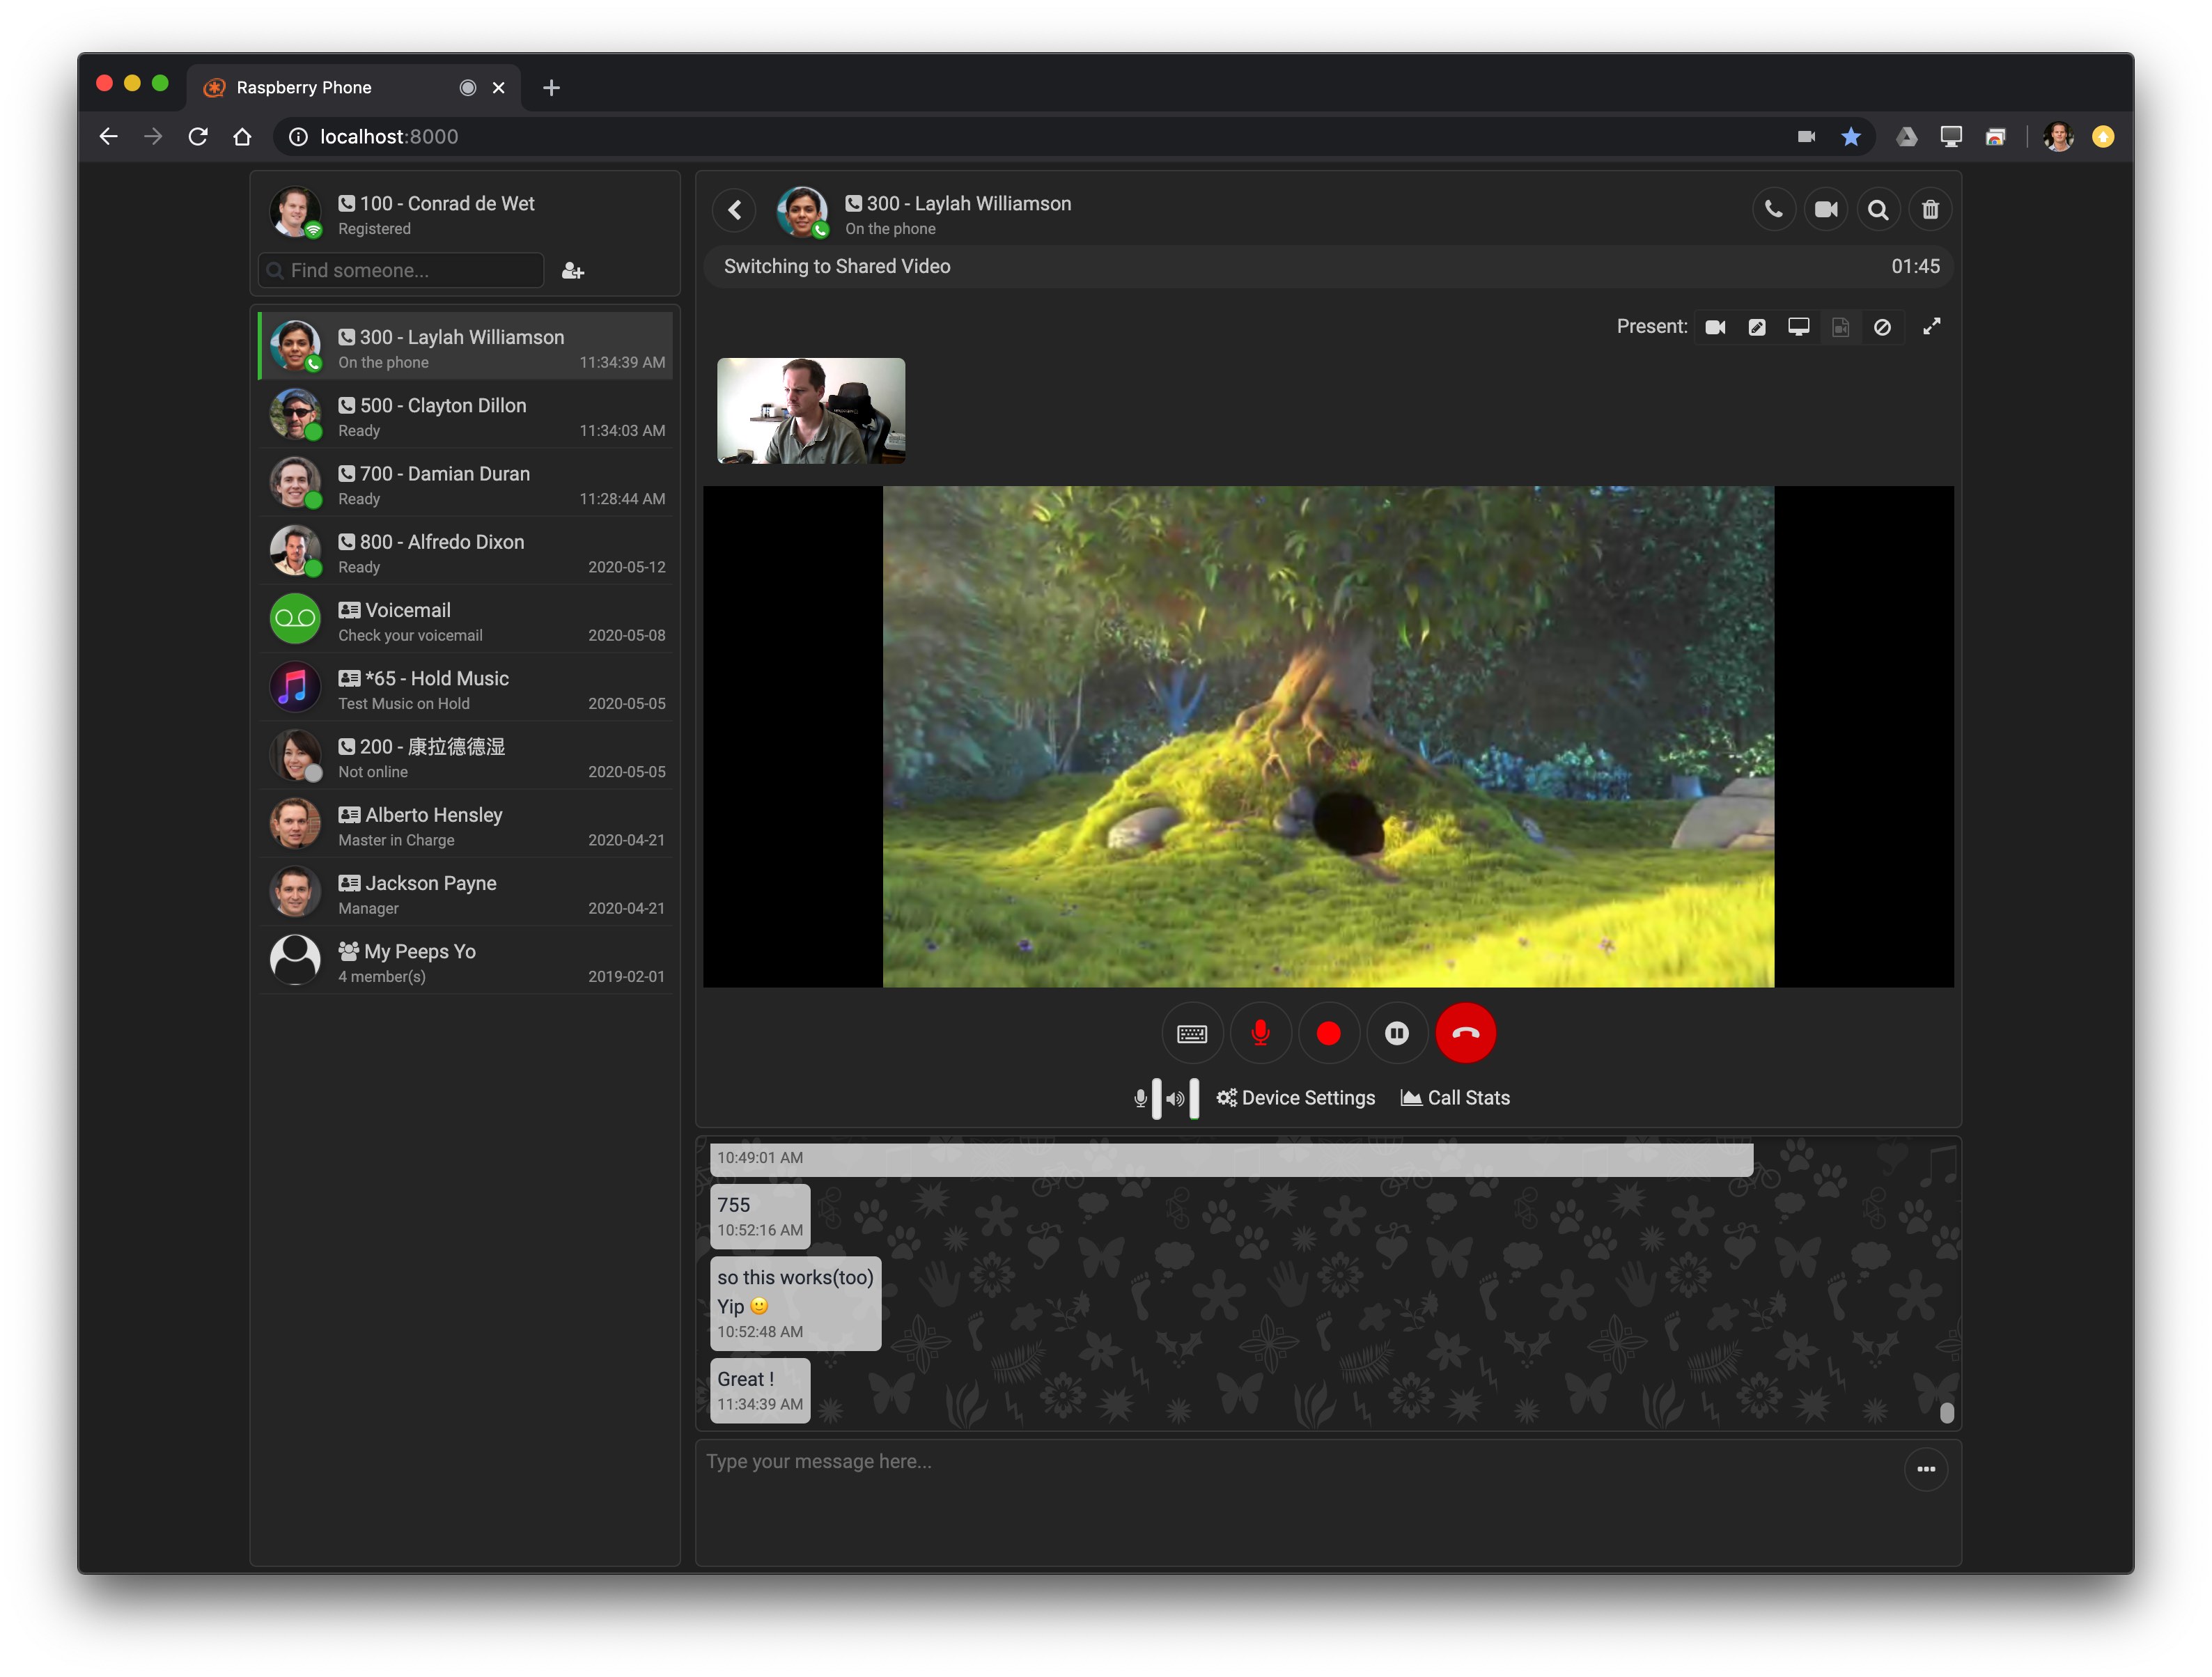 Raspberry Phone
localhost:8000
100 - Conrad de Wet
Registered
Find someone...
300 - Laylah Williamson
On the phone 11:34:39 AM
500 - Clayton Dillon
Ready 11:34:03 AM
700 - Damian Duran
Ready 11:28:44 AM
800 - Alfredo Dixon
Ready 2020-05-12
Voicemail
Check your voicemail 2020-05-08
*65 - Hold Music
Test Music on Hold 2020-05-05
200 - 康拉德德湿
Not online 2020-05-05
Alberto Hensley
Master in Charge 2020-04-21
Jackson Payne
Manager 2020-04-21
My Peeps Yo
4 member(s) 2019-02-01
300 - Laylah Williamson
On the phone
Switching to Shared Video 01:45
Present:
Device Settings Call Stats
10:49:01 AM
755
10:52:16 AM
so this works(too)
Yip 🙂
10:52:48 AM
Great !
11:34:39 AM
Type your message here...